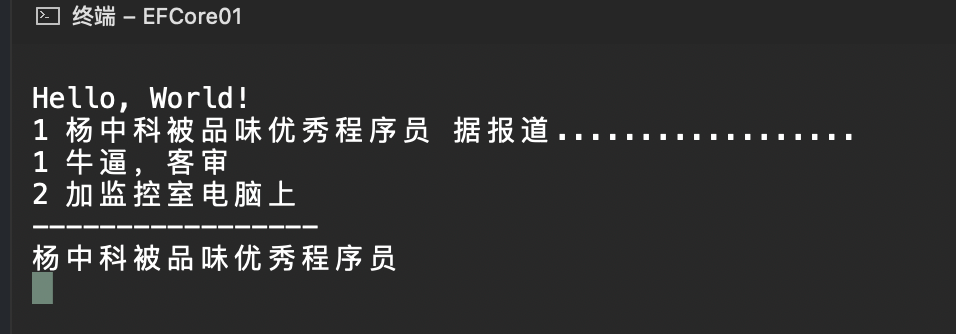 终端 – EFCore01
Hello, World!
1 杨中科被品味优秀程序员 据报道..................
1 牛逼，客审
2 加监控室电脑上
-----------------
杨中科被品味优秀程序员